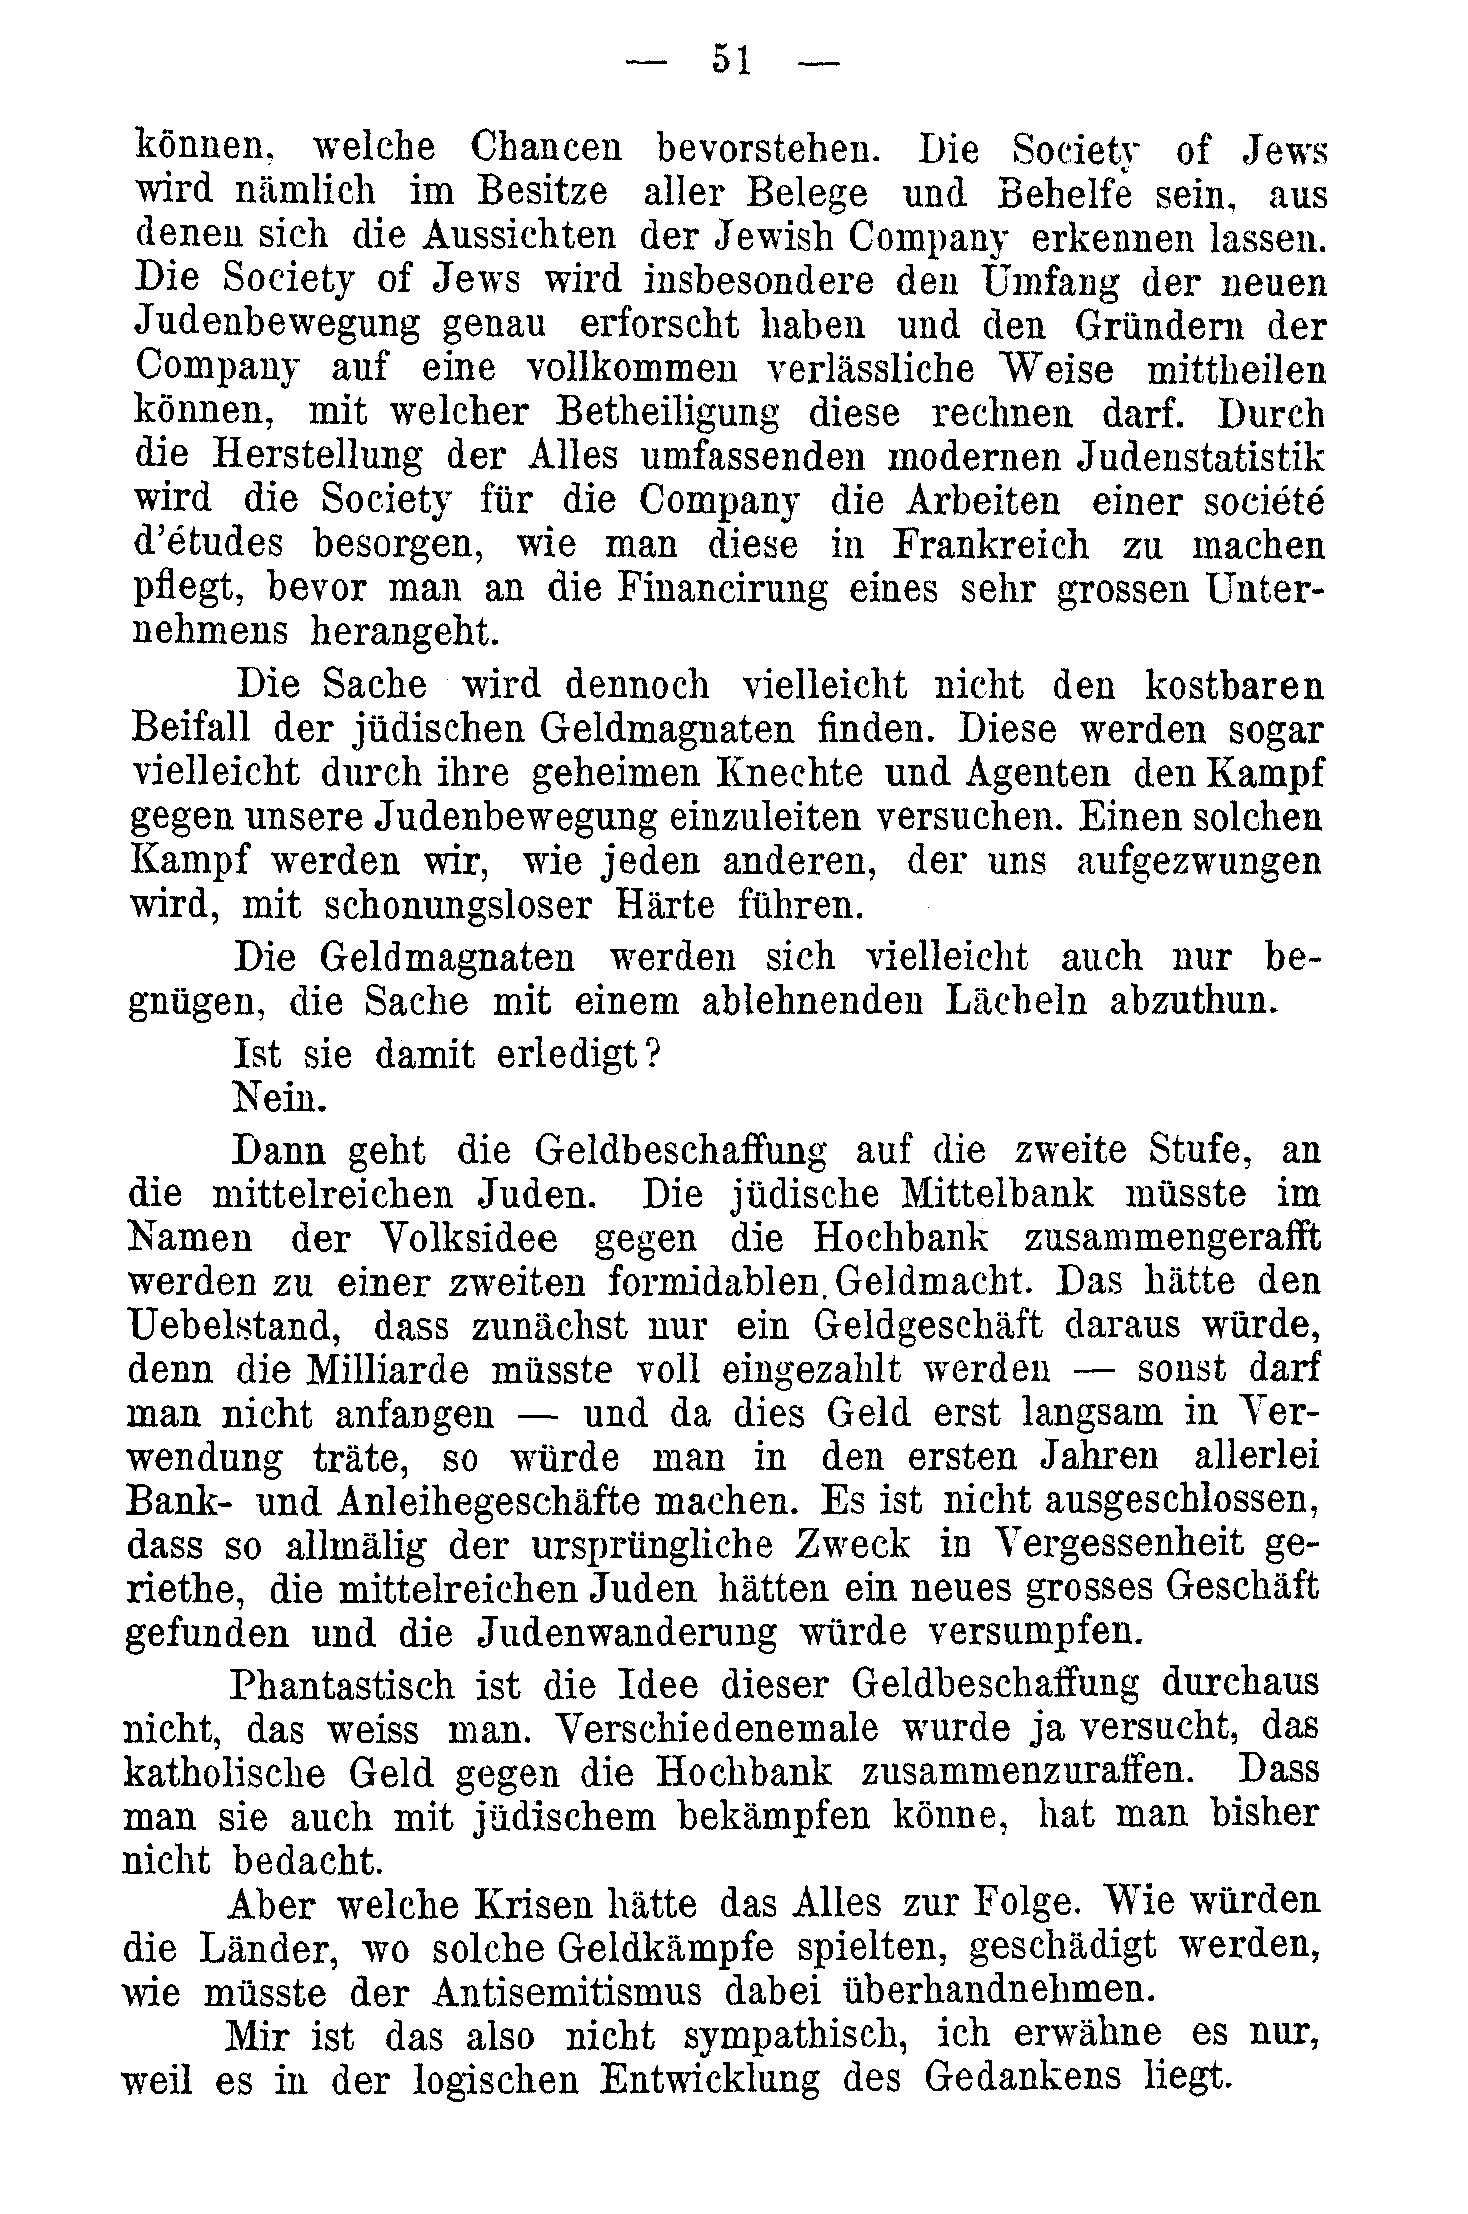 — 51 —
können, welche Chancen bevorstehen. Die Society of Jews
wird nämlich im Besitze aller Belege und Behelfe sein, aus
denen sich die Aussichten der Jewish Company erkennen lassen.
Die Society of Jews wird insbesondere den Umfang der neuen
Judenbewegung genau erforscht haben und den Gründern der
Company auf eine vollkommen verlässliche Weise mittheilen
können, mit welcher Betheiligung diese rechnen darf. Durch
die Herstellung der Alles umfassenden modernen Judenstatistik
wird die Society für die Company die Arbeiten einer société
d'études besorgen, wie man diese in Frankreich zu machen
pflegt, bevor man an die Financirung eines sehr grossen Unter-
nehmens herangeht.
Die Sache wird dennoch vielleicht nicht den kostbaren
Beifall der jüdischen Geldmagnaten finden. Diese werden sogar
vielleicht durch ihre geheimen Knechte und Agenten den Kampf
gegen unsere Judenbewegung einzuleiten versuchen. Einen solchen
Kampf werden wir, wie jeden anderen, der uns aufgezwungen
wird, mit schonungsloser Härte führen.
Die Geldmagnaten werden sich vielleicht auch nur be-
gnügen, die Sache mit einem ablehnenden Lächeln abzuthun.
Ist sie damit erledigt?
Nein.
Dann geht die Geldbeschaffung auf die zweite Stufe, an
die mittelreichen Juden. Die jüdische Mittelbank müsste im
Namen der Volksidee gegen die Hochbank zusammengerafft
werden zu einer zweiten formidablen Geldmacht. Das hätte den
Uebelstand, dass zunächst nur ein Geldgeschäft daraus würde,
denn die Milliarde müsste voll eingezahlt werden — sonst darf
man nicht anfangen — und da dies Geld erst langsam in Ver-
wendung träte, so würde man in den ersten Jahren allerlei
Bank- und Anleihegeschäfte machen. Es ist nicht ausgeschlossen,
dass so allmälig der ursprüngliche Zweck in Vergessenheit ge-
riethe, die mittelreichen Juden hätten ein neues grosses Geschäft
gefunden und die Judenwanderung würde versumpfen.
Phantastisch ist die Idee dieser Geldbeschaffung durchaus
nicht, das weiss man. Verschiedenemale wurde ja versucht, das
katholische Geld gegen die Hochbank zusammenzuraffen. Dass
man sie auch mit jüdischem bekämpfen könne, hat man bisher
nicht bedacht.
Aber welche Krisen hätte das Alles zur Folge. Wie würden
die Länder, wo solche Geldkämpfe spielten, geschädigt werden,
wie müsste der Antisemitismus dabei überhandnehmen.
Mir ist das also nicht sympathisch, ich erwähne es nur,
weil es in der logischen Entwicklung des Gedankens liegt.